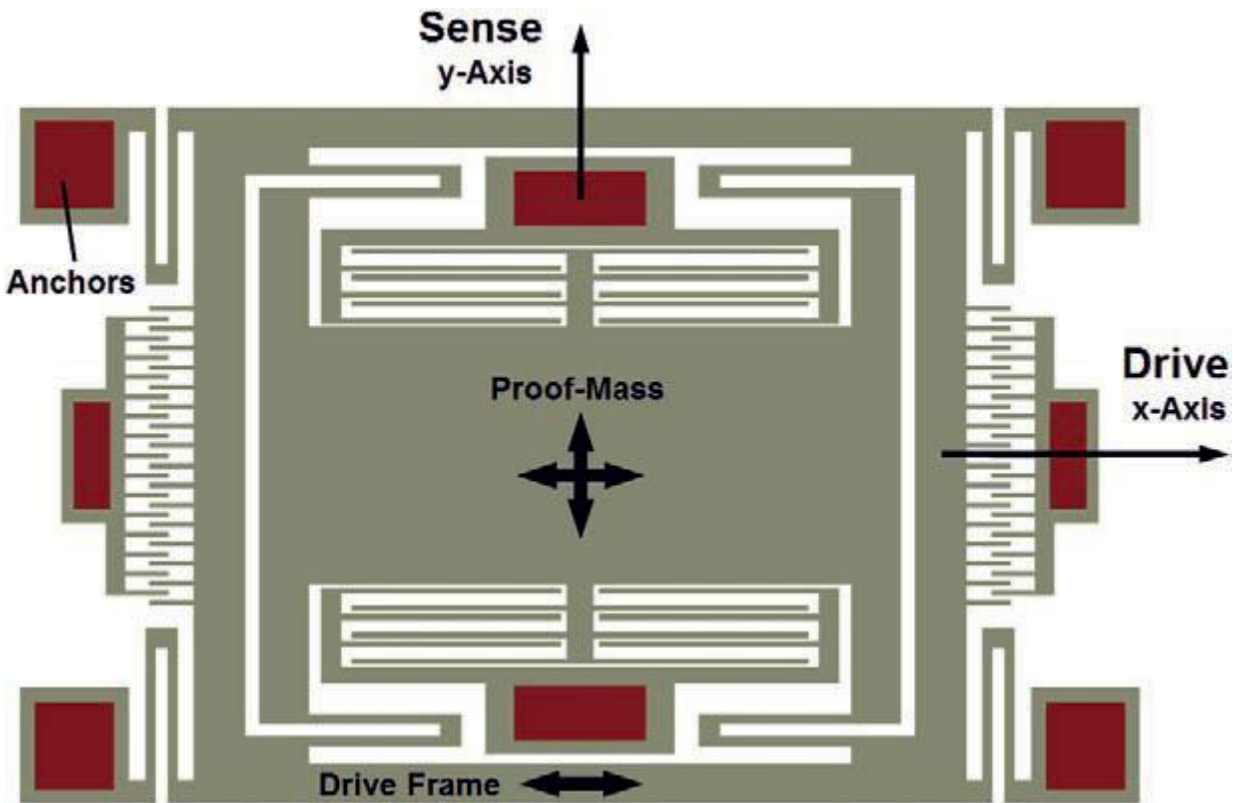 Sense
y-Axis
Anchors
Drive
x-Axis
Proof-Mass
Drive Frame